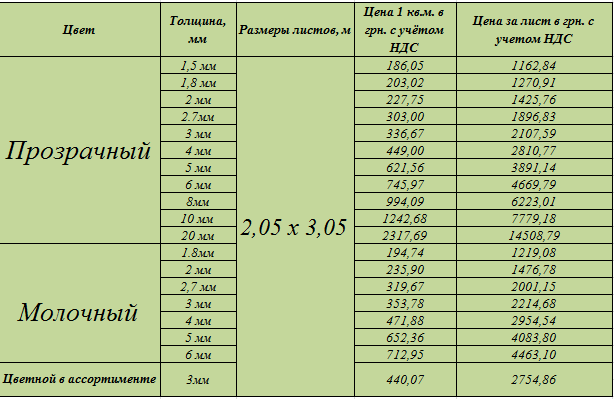 Цвет Толщина, мм Размеры листов, м Цена 1 кв.м. в грн. с учётом НДС Цена за лист в грн. с учетом НДС
Прозрачный 2,05 x 3,05
1,5 мм 186,05 1162,84
1,8 мм 203,02 1270,91
2 мм 227,75 1425,76
2.7мм 303,00 1896,83
3 мм 336,67 2107,59
4 мм 449,00 2810,77
5 мм 621,56 3891,14
6 мм 745,97 4669,79
8мм 994,09 6223,01
10 мм 1242,68 7779,18
20 мм 2317,69 14508,79
Молочный
1.8мм 194,74 1219,08
2 мм 235,90 1476,78
2,7 мм 319,67 2001,15
3 мм 353,78 2214,68
4 мм 471,88 2954,54
5 мм 652,36 4083,80
6 мм 712,95 4463,10
Цветной в ассортименте 3мм 440,07 2754,86